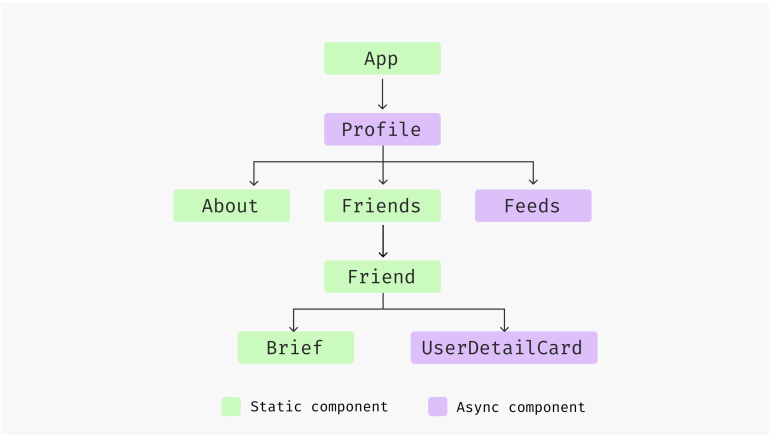 App
Profile
About
Friends
Feeds
Friend
Brief
UserDetailCard
Static component
Async component